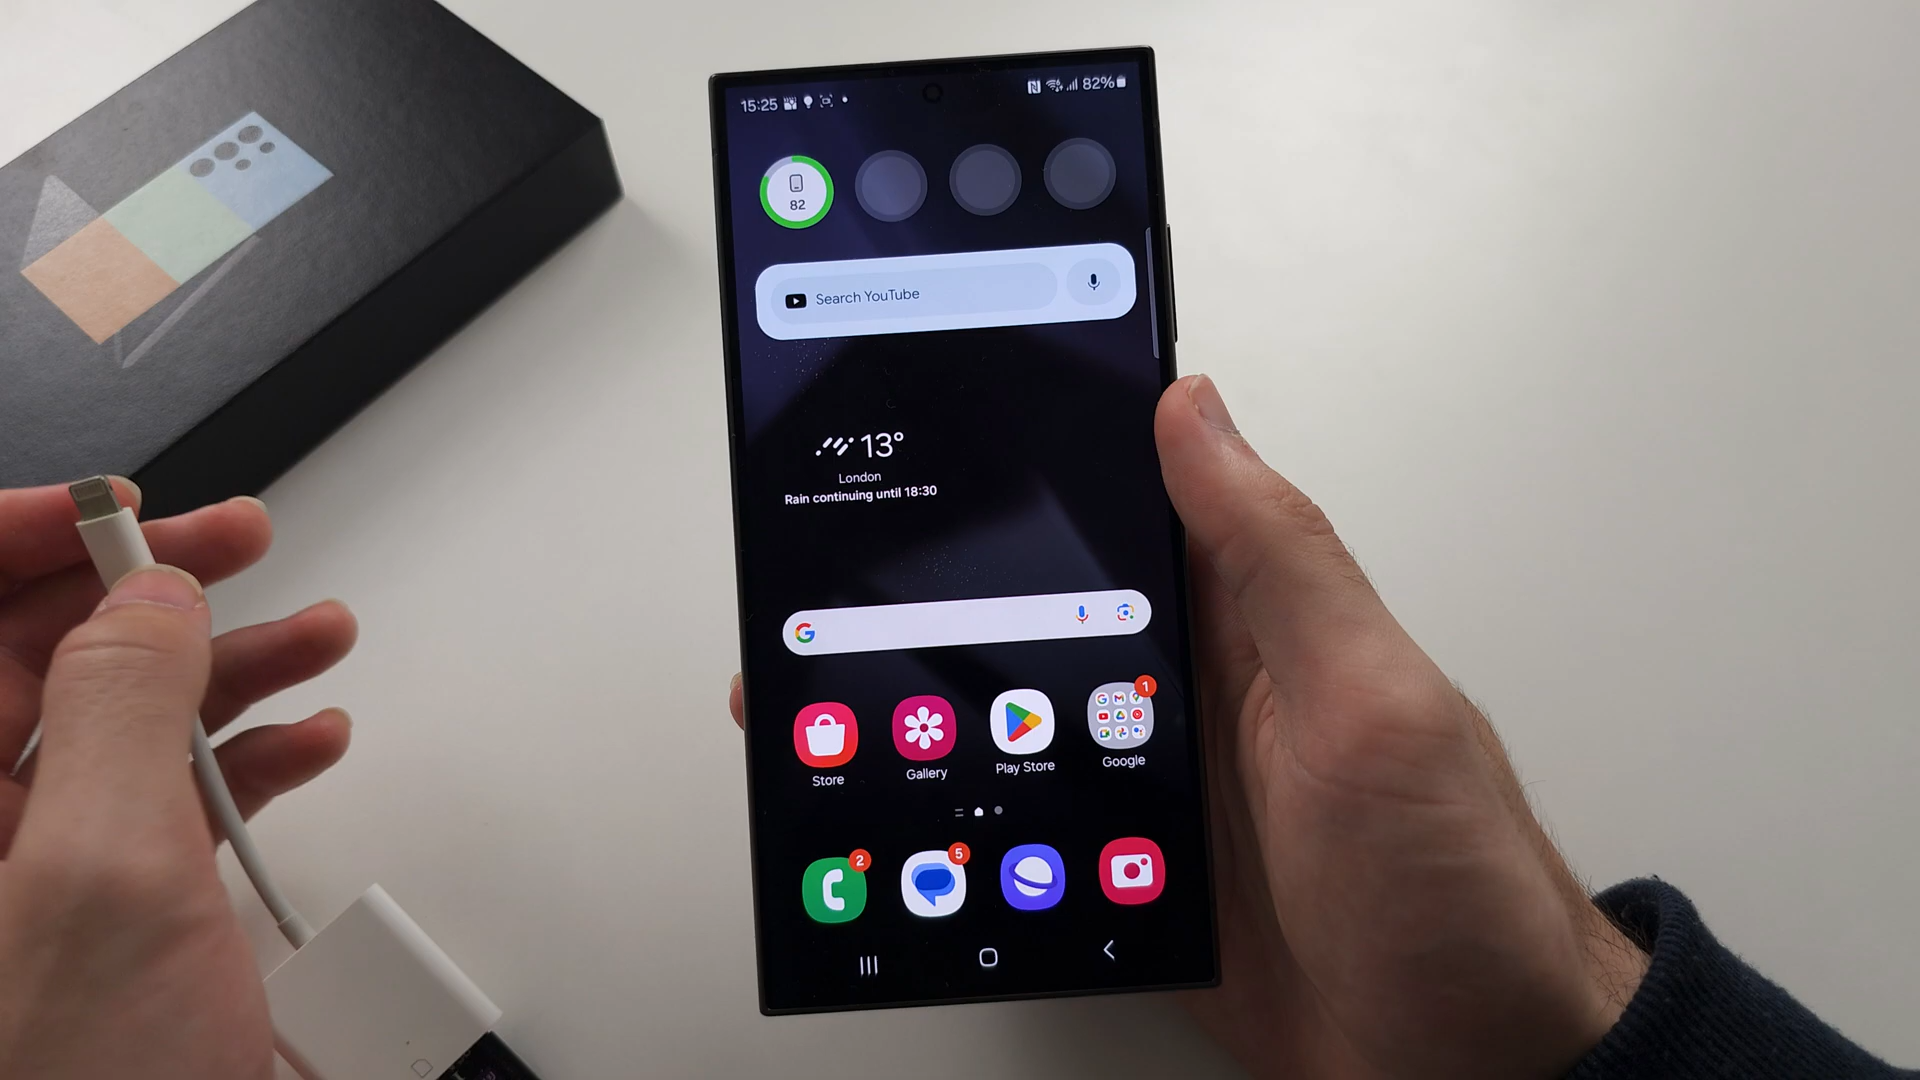 15:25
82%
82
Search YouTube
13°
London
Rain continuing until 18:30
G
1
Store
Gallery
Play Store
Google
2
5